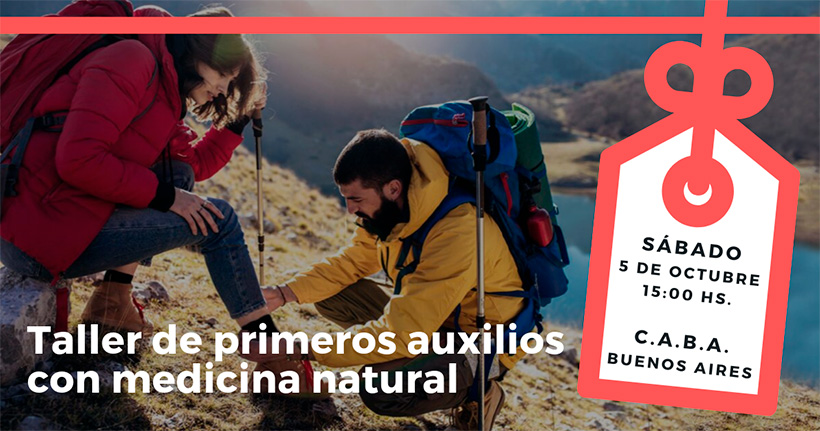 SÁBADO
5 DE OCTUBRE
15:00 HS.
C.A.B.A.
BUENOS AIRES
Taller de primeros auxilios
con medicina natural